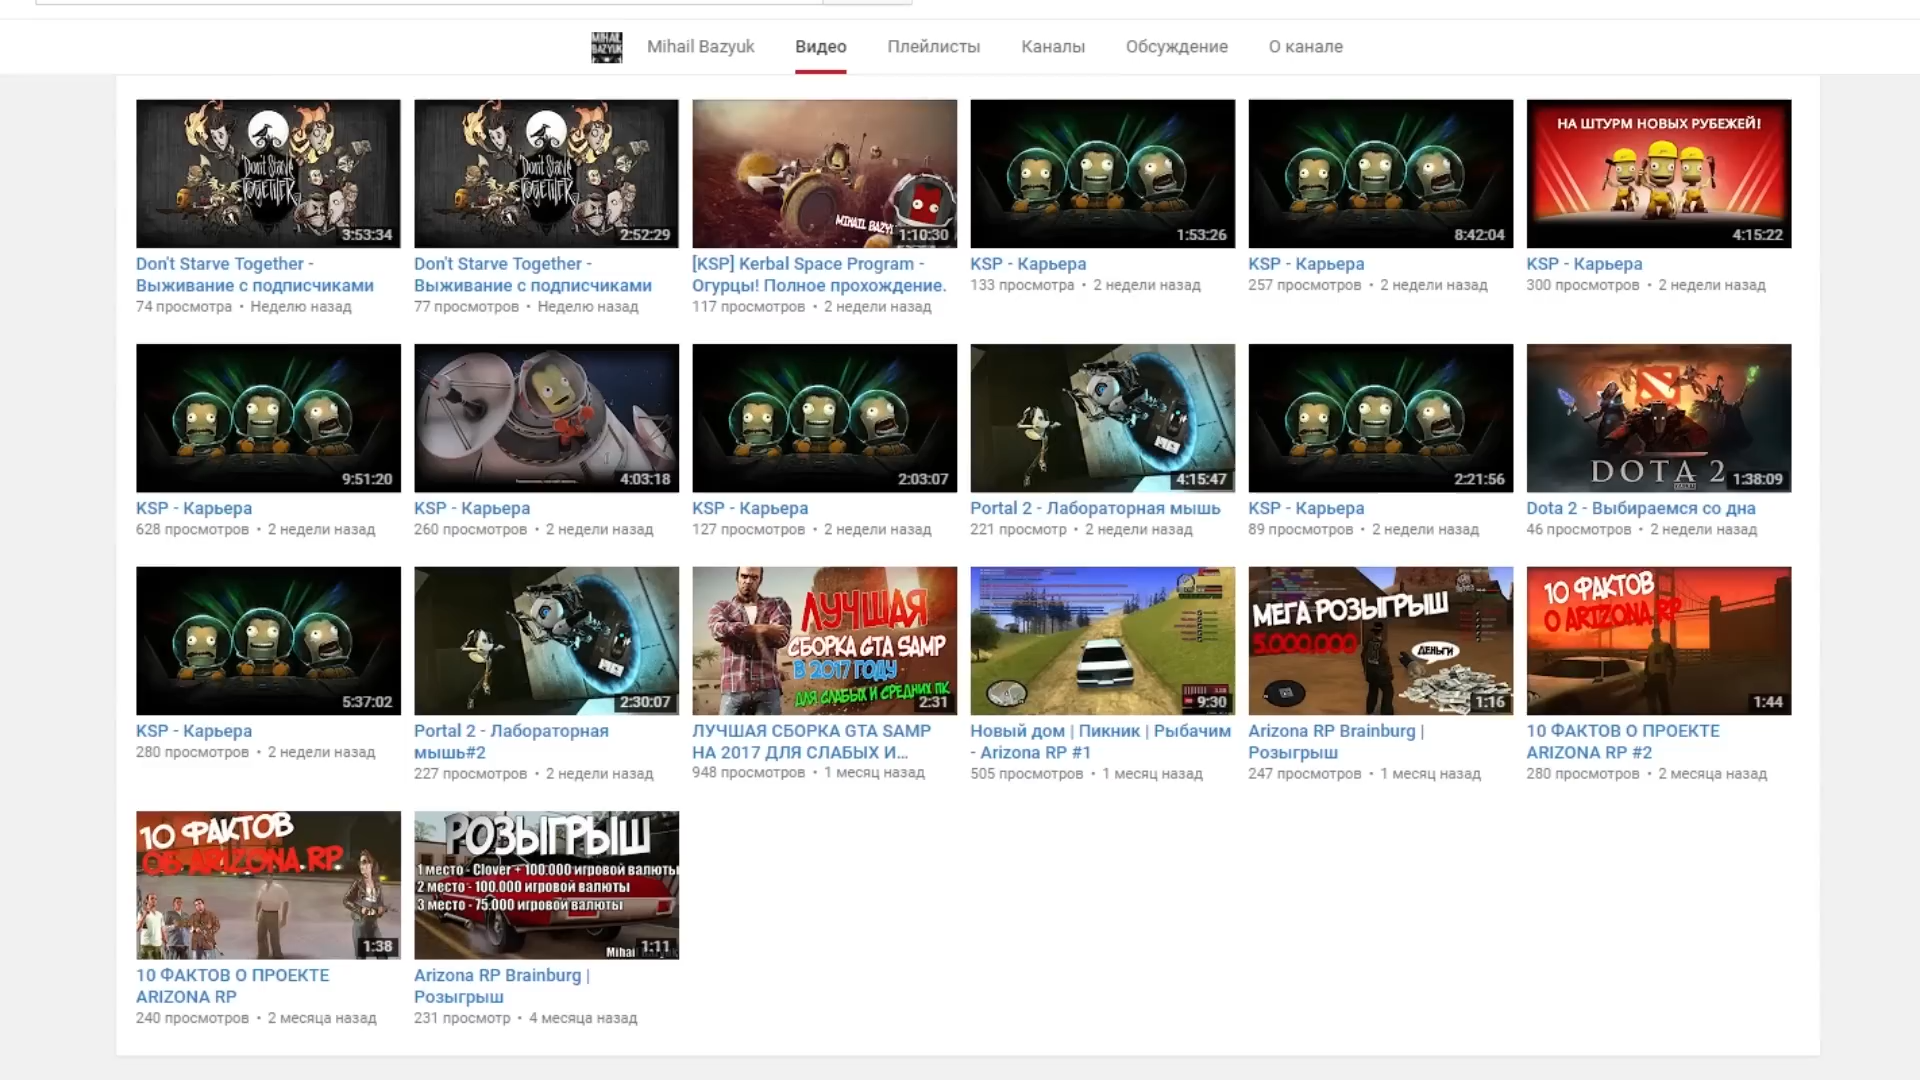 MIHAIL BAZYUK
Mihail Bazyuk Видео Плейлисты Каналы Обсуждение О канале
Don't Starve TOGETHER 3:53:34
Don't Starve TOGETHER 2:52:29
MIHAIL BAZY 1:10:30
1:53:26
8:42:04
НА ШТУРМ НОВЫХ РУБЕЖЕЙ! 4:15:22
Don't Starve Together -
Выживание с подписчиками
74 просмотра • Неделю назад
Don't Starve Together -
Выживание с подписчиками
77 просмотров • Неделю назад
[KSP] Kerbal Space Program -
Огурцы! Полное прохождение.
117 просмотров • 2 недели назад
KSP - Карьера
133 просмотра • 2 недели назад
KSP - Карьера
257 просмотров • 2 недели назад
KSP - Карьера
300 просмотров • 2 недели назад
9:51:20
4:03:18
2:03:07
4:15:47
2:21:56
DOTA 2 1:38:09
KSP - Карьера
628 просмотров • 2 недели назад
KSP - Карьера
260 просмотров • 2 недели назад
KSP - Карьера
127 просмотров • 2 недели назад
Portal 2 - Лабораторная мышь
221 просмотр • 2 недели назад
KSP - Карьера
89 просмотров • 2 недели назад
Dota 2 - Выбираемся со дна
46 просмотров • 2 недели назад
5:37:02
2:30:07
ЛУЧШАЯ
СБОРКА GTA SAMP
В 2017 ГОДУ
ДЛЯ СЛАБЫХ И СРЕДНИХ ПК
2:31
9:30
МЕГА РОЗЫГРЫШ
5.000.000
ДЕНЬГИ
1:16
10 ФАКТОВ
О ARIZONA RP
1:44
KSP - Карьера
280 просмотров • 2 недели назад
Portal 2 - Лабораторная
мышь#2
227 просмотров • 2 недели назад
ЛУЧШАЯ СБОРКА GTA SAMP
НА 2017 ДЛЯ СЛАБЫХ И...
948 просмотров • 1 месяц назад
Новый дом | Пикник | Рыбачим
- Arizona RP #1
505 просмотров • 1 месяц назад
Arizona RP Brainburg |
Розыгрыш
247 просмотров • 1 месяц назад
10 ФАКТОВ О ПРОЕКТЕ
ARIZONA RP #2
280 просмотров • 2 месяца назад
10 ФАКТОВ
ОБ ARIZONA RP
1:38
РОЗЫГРЫШ
1 место - Clover + 100.000 игровой валюты
2 место - 100.000 игровой валюты
3 место - 75.000 игровой валюты
Mihai 1:11
10 ФАКТОВ О ПРОЕКТЕ
ARIZONA RP
240 просмотров • 2 месяца назад
Arizona RP Brainburg |
Розыгрыш
231 просмотр • 4 месяца назад